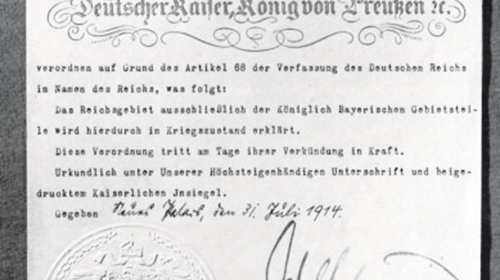 Deutscher Kaiser, König von Preußen ꝛc.
verordnen auf Grund des Artikel 68 der Verfassung des Deutschen Reichs
im Namen des Reichs, was folgt:
Das Reichsgebiet ausschließlich der Königlich Bayerischen Gebietstei-
le wird hierdurch in Kriegszustand erklärt.
Diese Verordnung tritt am Tage ihrer Verkündung in Kraft.
Urkundlich unter Unserer Höchsteigenhändigen Unterschrift und beige-
drucktem Kaiserlichen Jnsiegel.
Gegeben Neues Palais, den 31. Juli 1914.